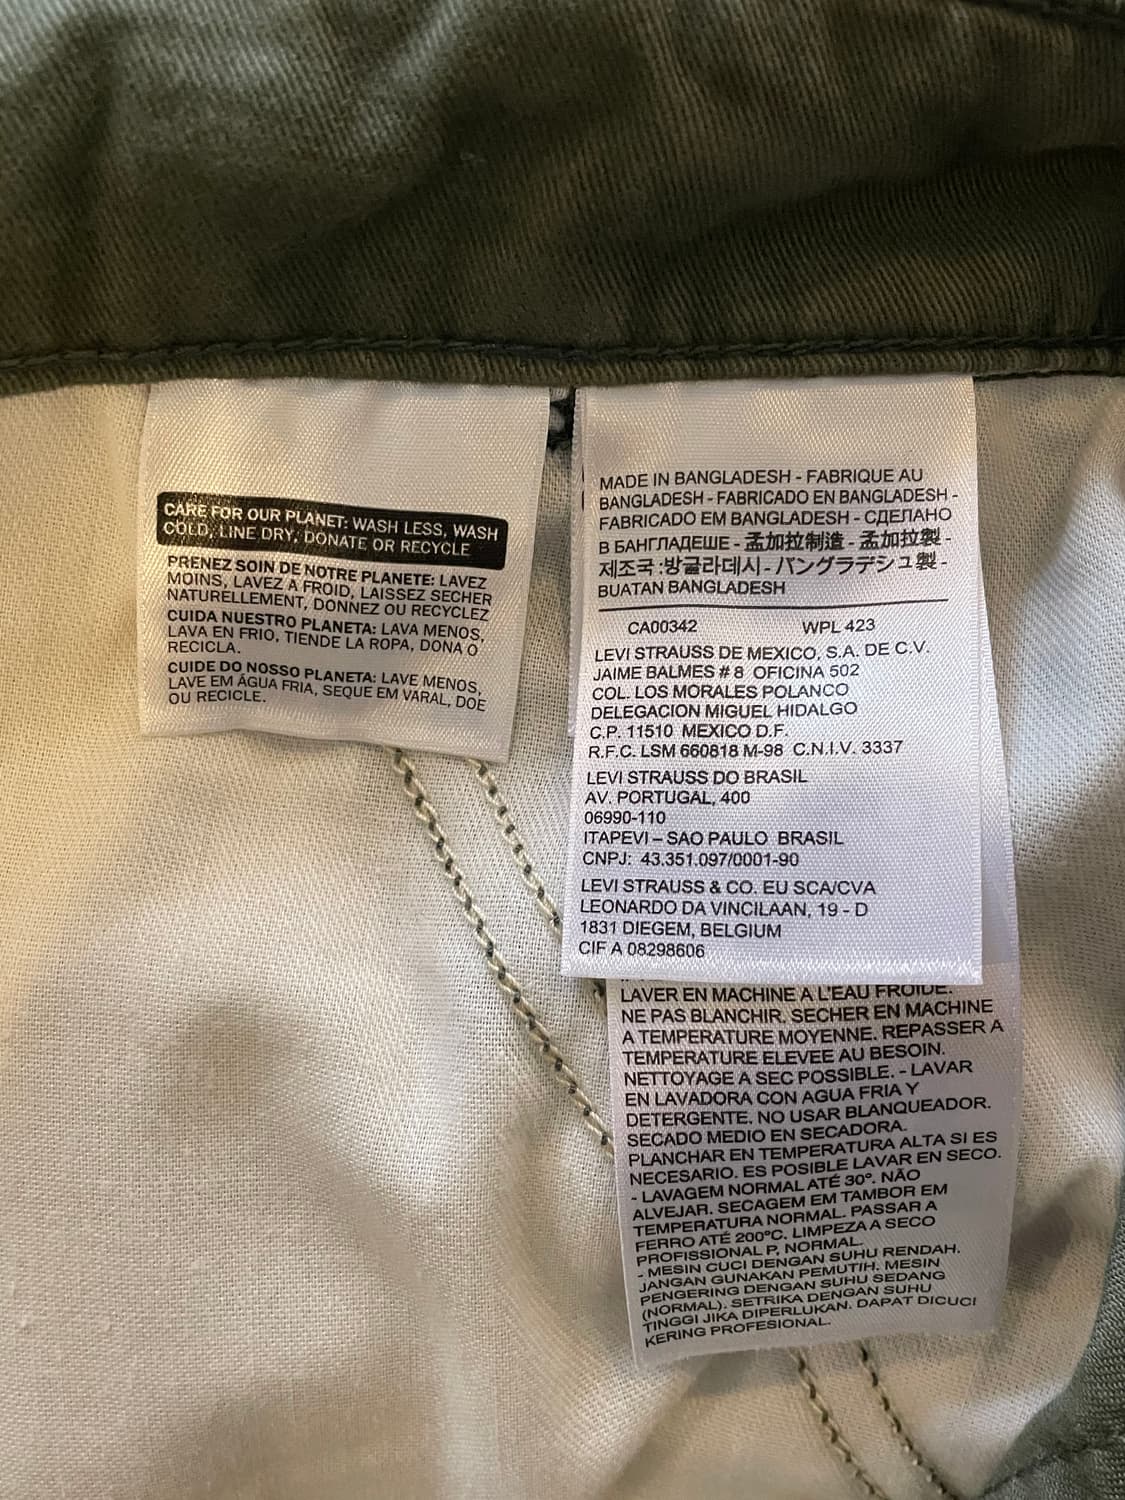 CARE FOR OUR PLANET: WASH LESS, WASH
COLD, LINE DRY, DONATE OR RECYCLE
PRENEZ SOIN DE NOTRE PLANETE: LAVEZ
MOINS, LAVEZ A FROID, LAISSEZ SECHER
NATURELLEMENT, DONNEZ OU RECYCLEZ
CUIDA NUESTRO PLANETA: LAVA MENOS,
LAVA EN FRIO, TIENDE LA ROPA, DONA O
RECICLA.
CUIDE DO NOSSO PLANETA: LAVE MENOS,
LAVE EM ÁGUA FRIA, SEQUE EM VARAL, DOE
OU RECICLE.
MADE IN BANGLADESH - FABRIQUE AU
BANGLADESH - FABRICADO EN BANGLADESH -
FABRICADO EM BANGLADESH - СДЕЛАНО
В БАНГЛАДЕШЕ - 孟加拉制造 - 孟加拉製 -
제조국 :방글라데시 - バングラデシュ製 -
BUATAN BANGLADESH
CA00342 WPL 423
LEVI STRAUSS DE MEXICO, S.A. DE C.V.
JAIME BALMES # 8 OFICINA 502
COL. LOS MORALES POLANCO
DELEGACION MIGUEL HIDALGO
C.P. 11510 MEXICO D.F.
R.F.C. LSM 660818 M-98 C.N.I.V. 3337
LEVI STRAUSS DO BRASIL
AV. PORTUGAL, 400
06990-110
ITAPEVI – SAO PAULO BRASIL
CNPJ: 43.351.097/0001-90
LEVI STRAUSS & CO. EU SCA/CVA
LEONARDO DA VINCILAAN, 19 - D
1831 DIEGEM, BELGIUM
CIF A 08298606
LAVER EN MACHINE A L'EAU FROIDE.
NE PAS BLANCHIR. SECHER EN MACHINE
A TEMPERATURE MOYENNE. REPASSER A
TEMPERATURE ELEVEE AU BESOIN.
NETTOYAGE A SEC POSSIBLE. - LAVAR
EN LAVADORA CON AGUA FRIA Y
DETERGENTE. NO USAR BLANQUEADOR.
SECADO MEDIO EN SECADORA.
PLANCHAR EN TEMPERATURA ALTA SI ES
NECESARIO. ES POSIBLE LAVAR EN SECO.
- LAVAGEM NORMAL ATÉ 30º. NÃO
ALVEJAR. SECAGEM EM TAMBOR EM
TEMPERATURA NORMAL. PASSAR A
FERRO ATÉ 200ºC. LIMPEZA A SECO
PROFISSIONAL P, NORMAL.
- MESIN CUCI DENGAN SUHU RENDAH.
JANGAN GUNAKAN PEMUTIH. MESIN
PENGERING DENGAN SUHU SEDANG
(NORMAL). SETRIKA DENGAN SUHU
TINGGI JIKA DIPERLUKAN. DAPAT DICUCI
KERING PROFESIONAL.